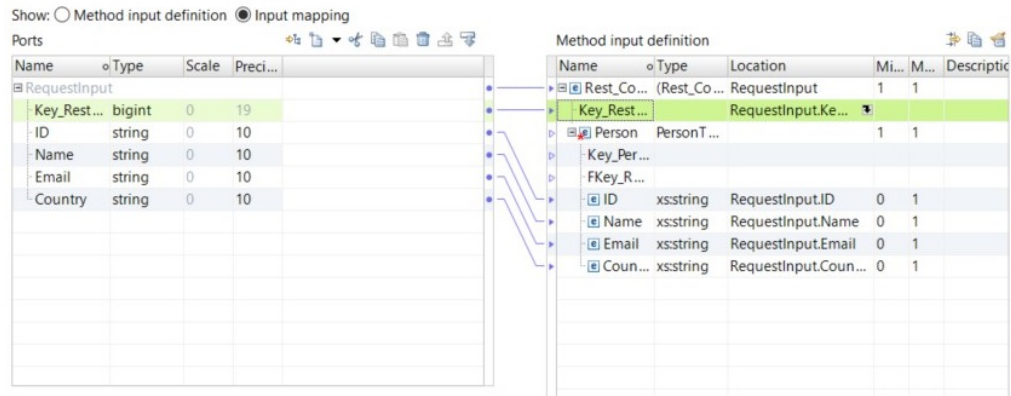 Show: Method input definition Input mapping
Ports
Name Type Scale Preci...
RequestInput
Key_Rest... bigint 0 19
ID string 0 10
Name string 0 10
Email string 0 10
Country string 0 10
Method input definition
Name Type Location Mi... M... Descriptic
Rest_Co... (Rest_Co... RequestInput 1 1
Key_Rest... RequestInput.Ke...
Person PersonT... 1 1
Key_Per...
FKey_R...
ID xs:string RequestInput.ID 0 1
Name xs:string RequestInput.Name 0 1
Email xs:string RequestInput.Email 0 1
Coun... xs:string RequestInput.Coun... 0 1